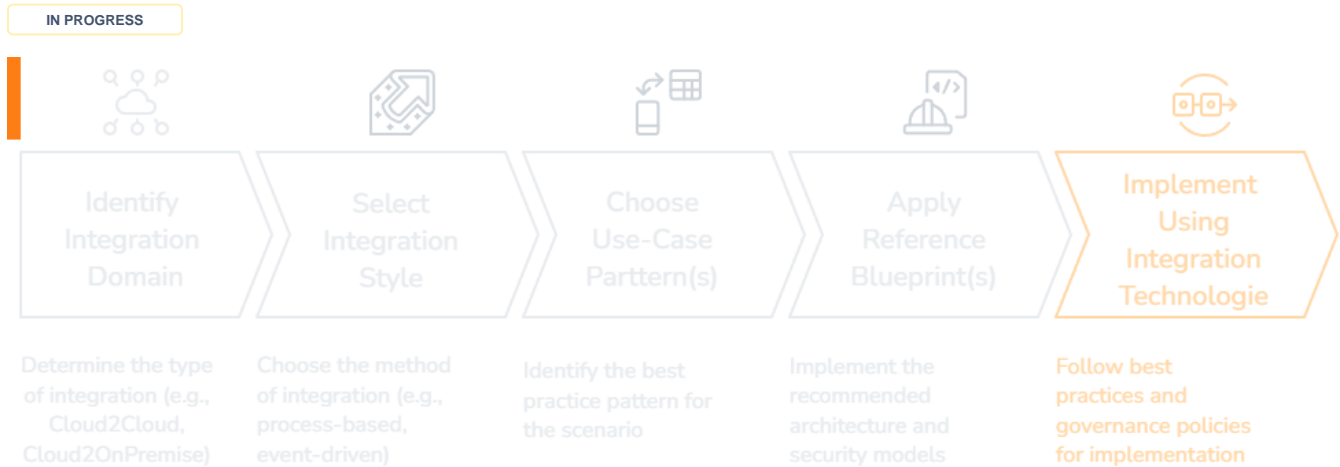 IN PROGRESS
Identify
Integration
Domain
Select
Integration
Style
Choose
Use-Case
Parttern(s)
Apply
Reference
Blueprint(s)
Implement
Using
Integration
Technologie
Determine the type
of integration (e.g.,
Cloud2Cloud,
Cloud2OnPremise)
Choose the method
of integration (e.g.,
process-based,
event-driven)
Identify the best
practice pattern for
the scenario
Implement the
recommended
architecture and
security models
Follow best
practices and
governance policies
for implementation